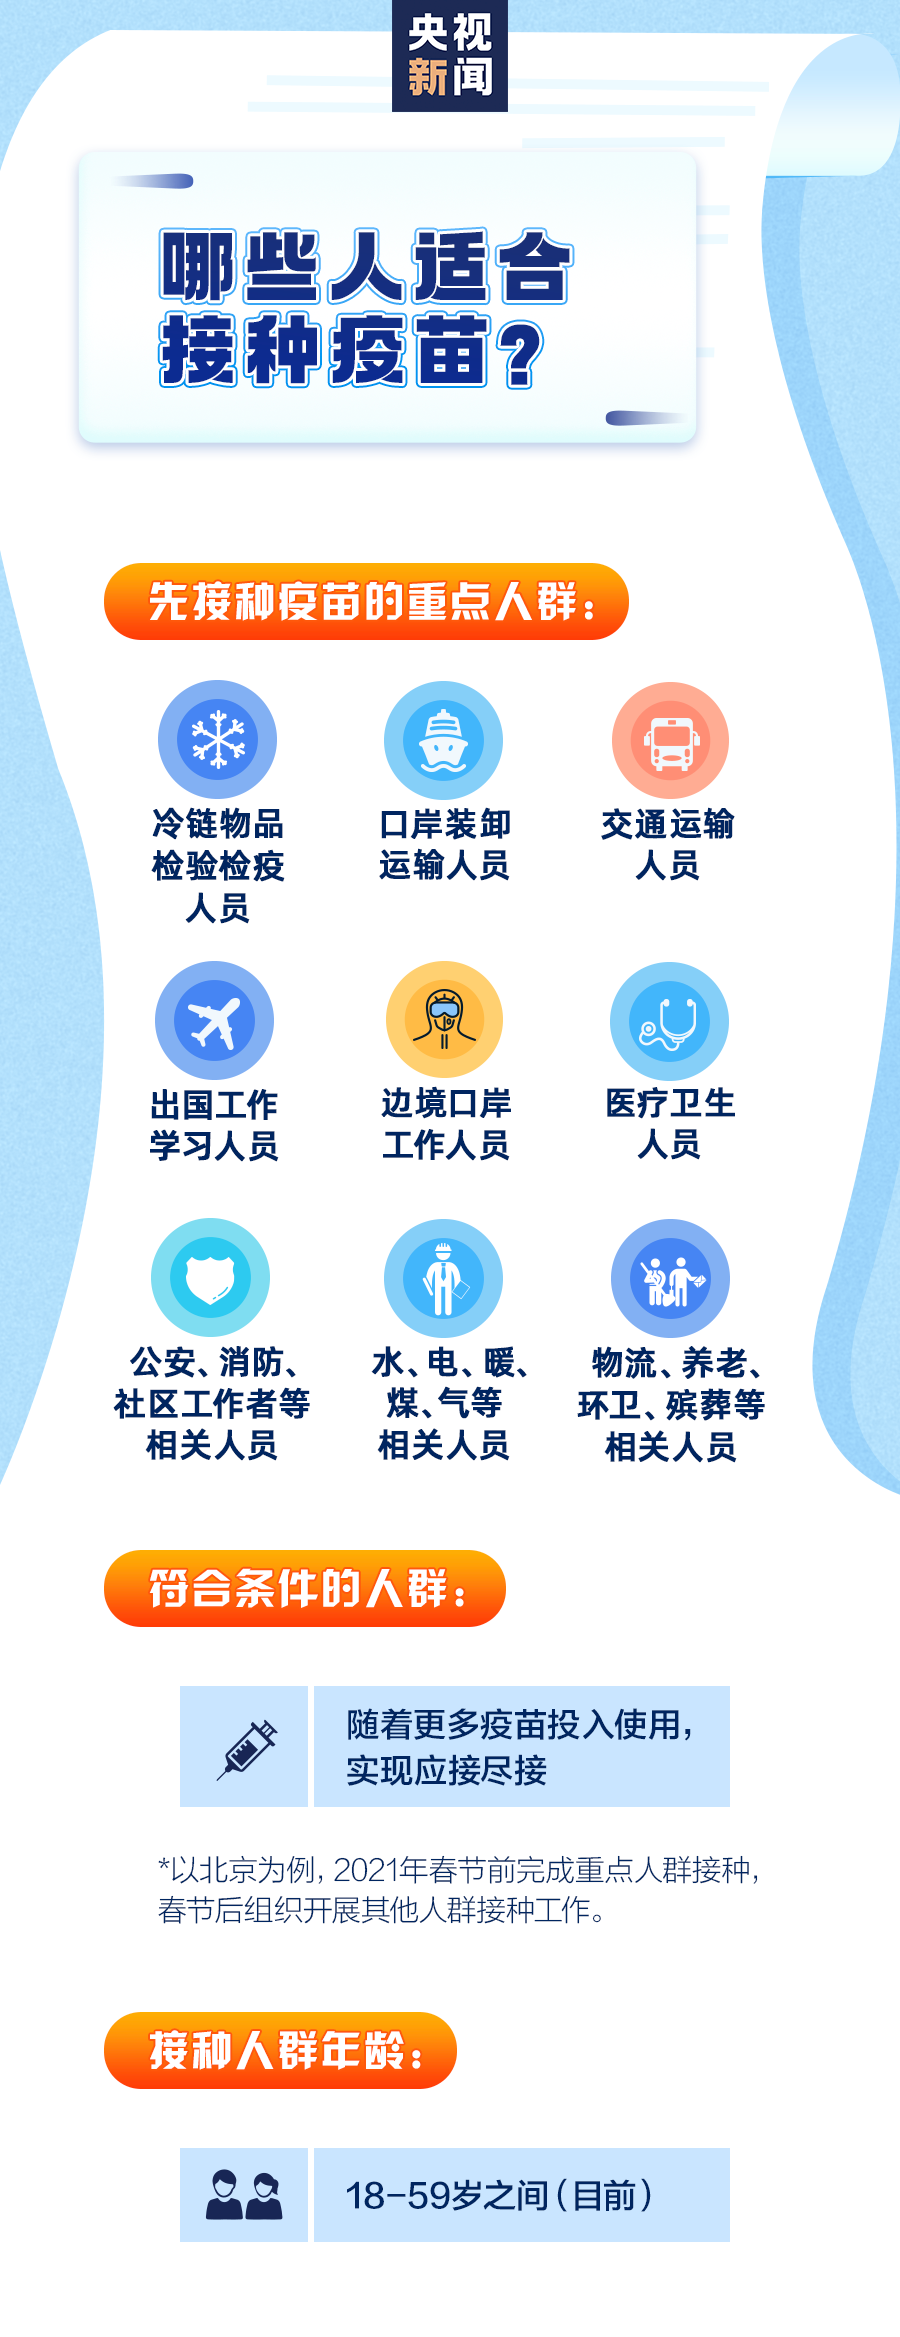 央视
新闻
哪些人适合
接种疫苗?
先接种疫苗的重点人群:
冷链物品
检验检疫
人员
口岸装卸
运输人员
交通运输
人员
出国工作
学习人员
边境口岸
工作人员
医疗卫生
人员
公安、消防、
社区工作者等
相关人员
水、电、暖、
煤、气等
相关人员
物流、养老、
环卫、殡葬等
相关人员
符合条件的人群:
随着更多疫苗投入使用,
实现应接尽接
*以北京为例,2021年春节前完成重点人群接种,
春节后组织开展其他人群接种工作。
接种人群年龄:
18-59岁之间(目前)